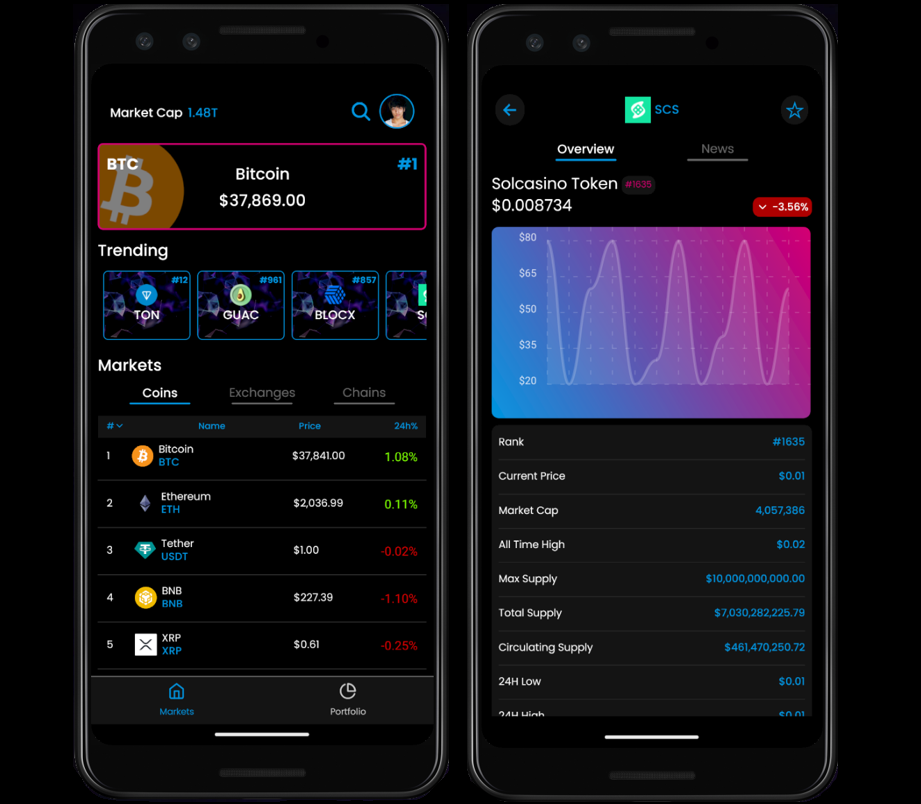 Market Cap 1.48T
BTC
#1
Bitcoin
$37,869.00
Trending
#12
TON
#961
GUAC
#857
BLOCX
Markets
Coins Exchanges Chains
# Name Price 24h%
1 Bitcoin $37,841.00 1.08%
BTC
2 Ethereum $2,036.99 0.11%
ETH
3 Tether $1.00 -0.02%
USDT
4 BNB $227.39 -1.10%
BNB
5 XRP $0.61 -0.25%
XRP
Markets Portfolio
SCS
Overview News
Solcasino Token #1635
$0.008734
-3.56%
$80
$65
$50
$35
$20
Rank #1635
Current Price $0.01
Market Cap 4,057,386
All Time High $0.02
Max Supply $10,000,000,000.00
Total Supply $7,030,282,225.79
Circulating Supply $461,470,250.72
24H Low $0.01
24H High $0.01